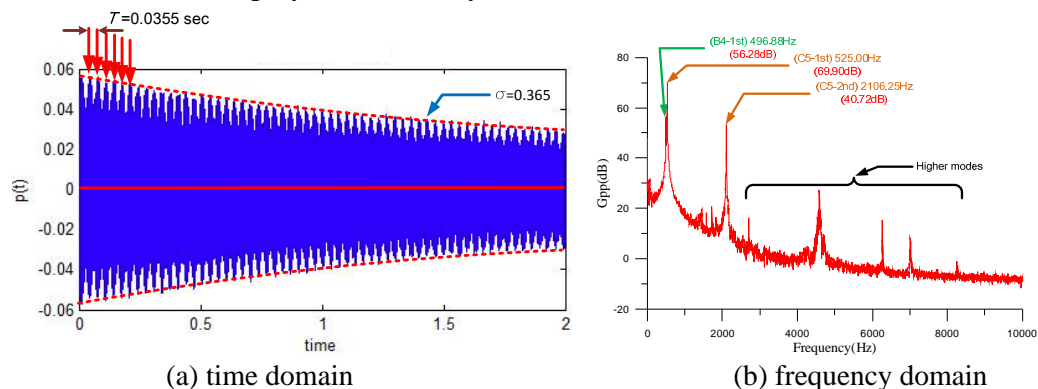 T=0.0355 sec
0.06
0.04
0.02
0
-0.02
-0.04
-0.06
p(t)
σ=0.365
0
0.5
1
1.5
2
time
(a) time domain
(B4-1st) 496.88Hz
(56.28dB)
(C5-1st) 525.00Hz
(69.90dB)
(C5-2nd) 2106.25Hz
(40.72dB)
Higher modes
80
60
40
20
0
-20
Gpp(dB)
0
2000
4000
6000
8000
10000
Frequency(Hz)
(b) frequency domain